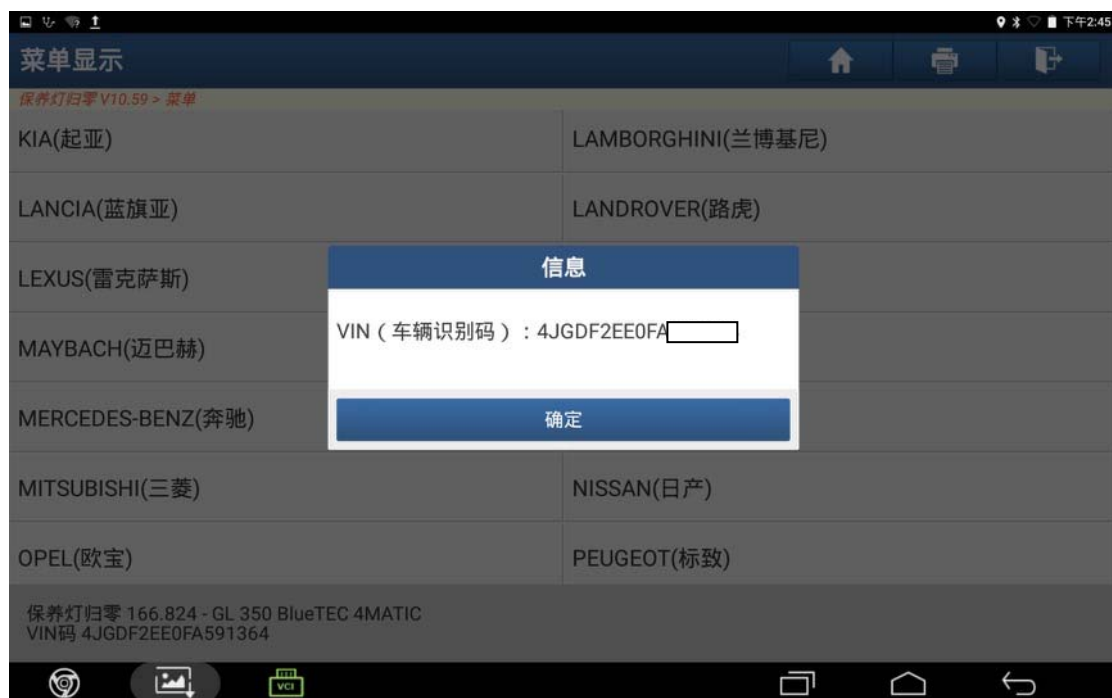 下午2:45
菜单显示
保养灯归零 V10.59 > 菜单
KIA(起亚)
LAMBORGHINI(兰博基尼)
LANCIA(蓝旗亚)
LANDROVER(路虎)
LEXUS(雷克萨斯)
信息
VIN（车辆识别码）：4JGDF2EE0FA
MAYBACH(迈巴赫)
MERCEDES-BENZ(奔驰)
确定
MITSUBISHI(三菱)
NISSAN(日产)
OPEL(欧宝)
PEUGEOT(标致)
保养灯归零 166.824 - GL 350 BlueTEC 4MATIC
VIN码 4JGDF2EE0FA591364
VCI